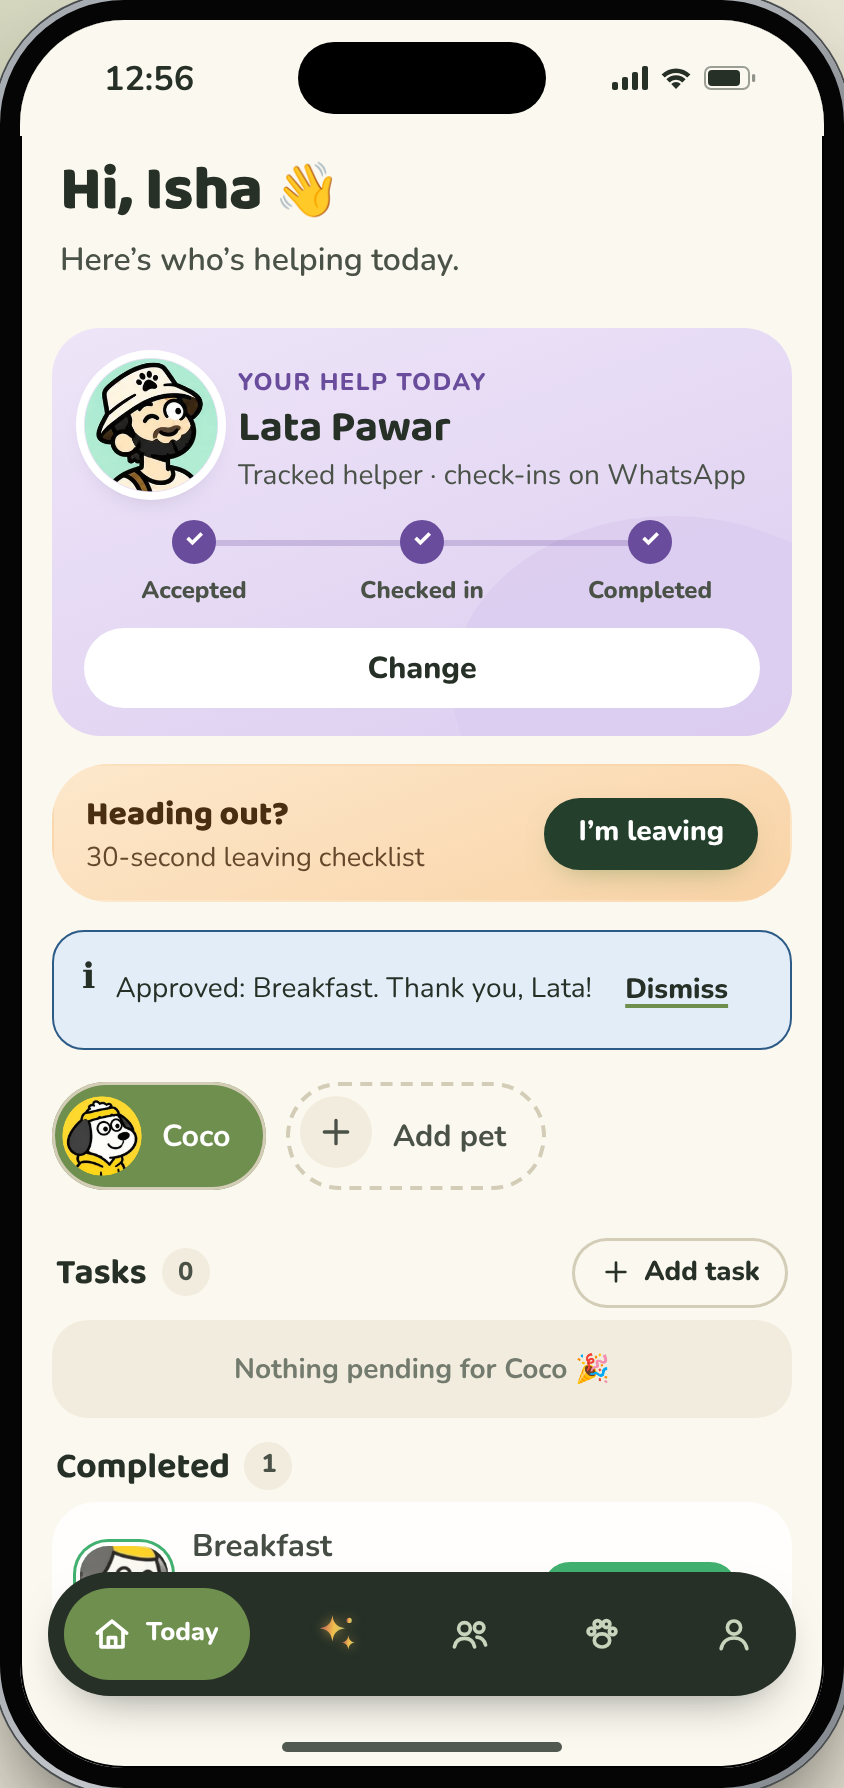 12:56
Hi, Isha 👋
Here’s who’s helping today.
YOUR HELP TODAY
Lata Pawar
Tracked helper · check-ins on WhatsApp
Accepted
Checked in
Completed
Change
Heading out?
30-second leaving checklist
I’m leaving
i Approved: Breakfast. Thank you, Lata! Dismiss
Coco
+ Add pet
Tasks 0
+ Add task
Nothing pending for Coco 🎉
Completed 1
Breakfast
Today